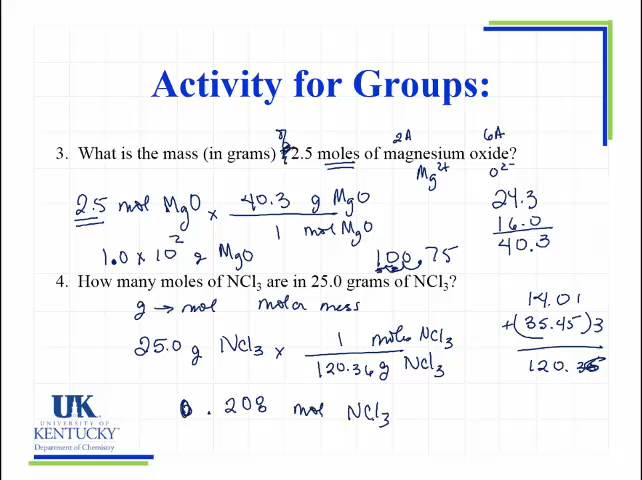 Activity for Groups:
2A 6A
3. What is the mass (in grams) 2.5 moles of magnesium oxide?
Mg²⁺ O²⁻
2.5 mol MgO × 40.3 g MgO
1 mol MgO
24.3
16.0
40.3
1.0 × 10² g MgO 100.75
4. How many moles of NCl₃ are in 25.0 grams of NCl₃?
g → mol molar mass
25.0 g NCl₃ × 1 moles NCl₃
120.36 g NCl₃
14.01
+(35.45)3
120.36
0.208 mol NCl₃
UK
UNIVERSITY OF
KENTUCKY
Department of Chemistry